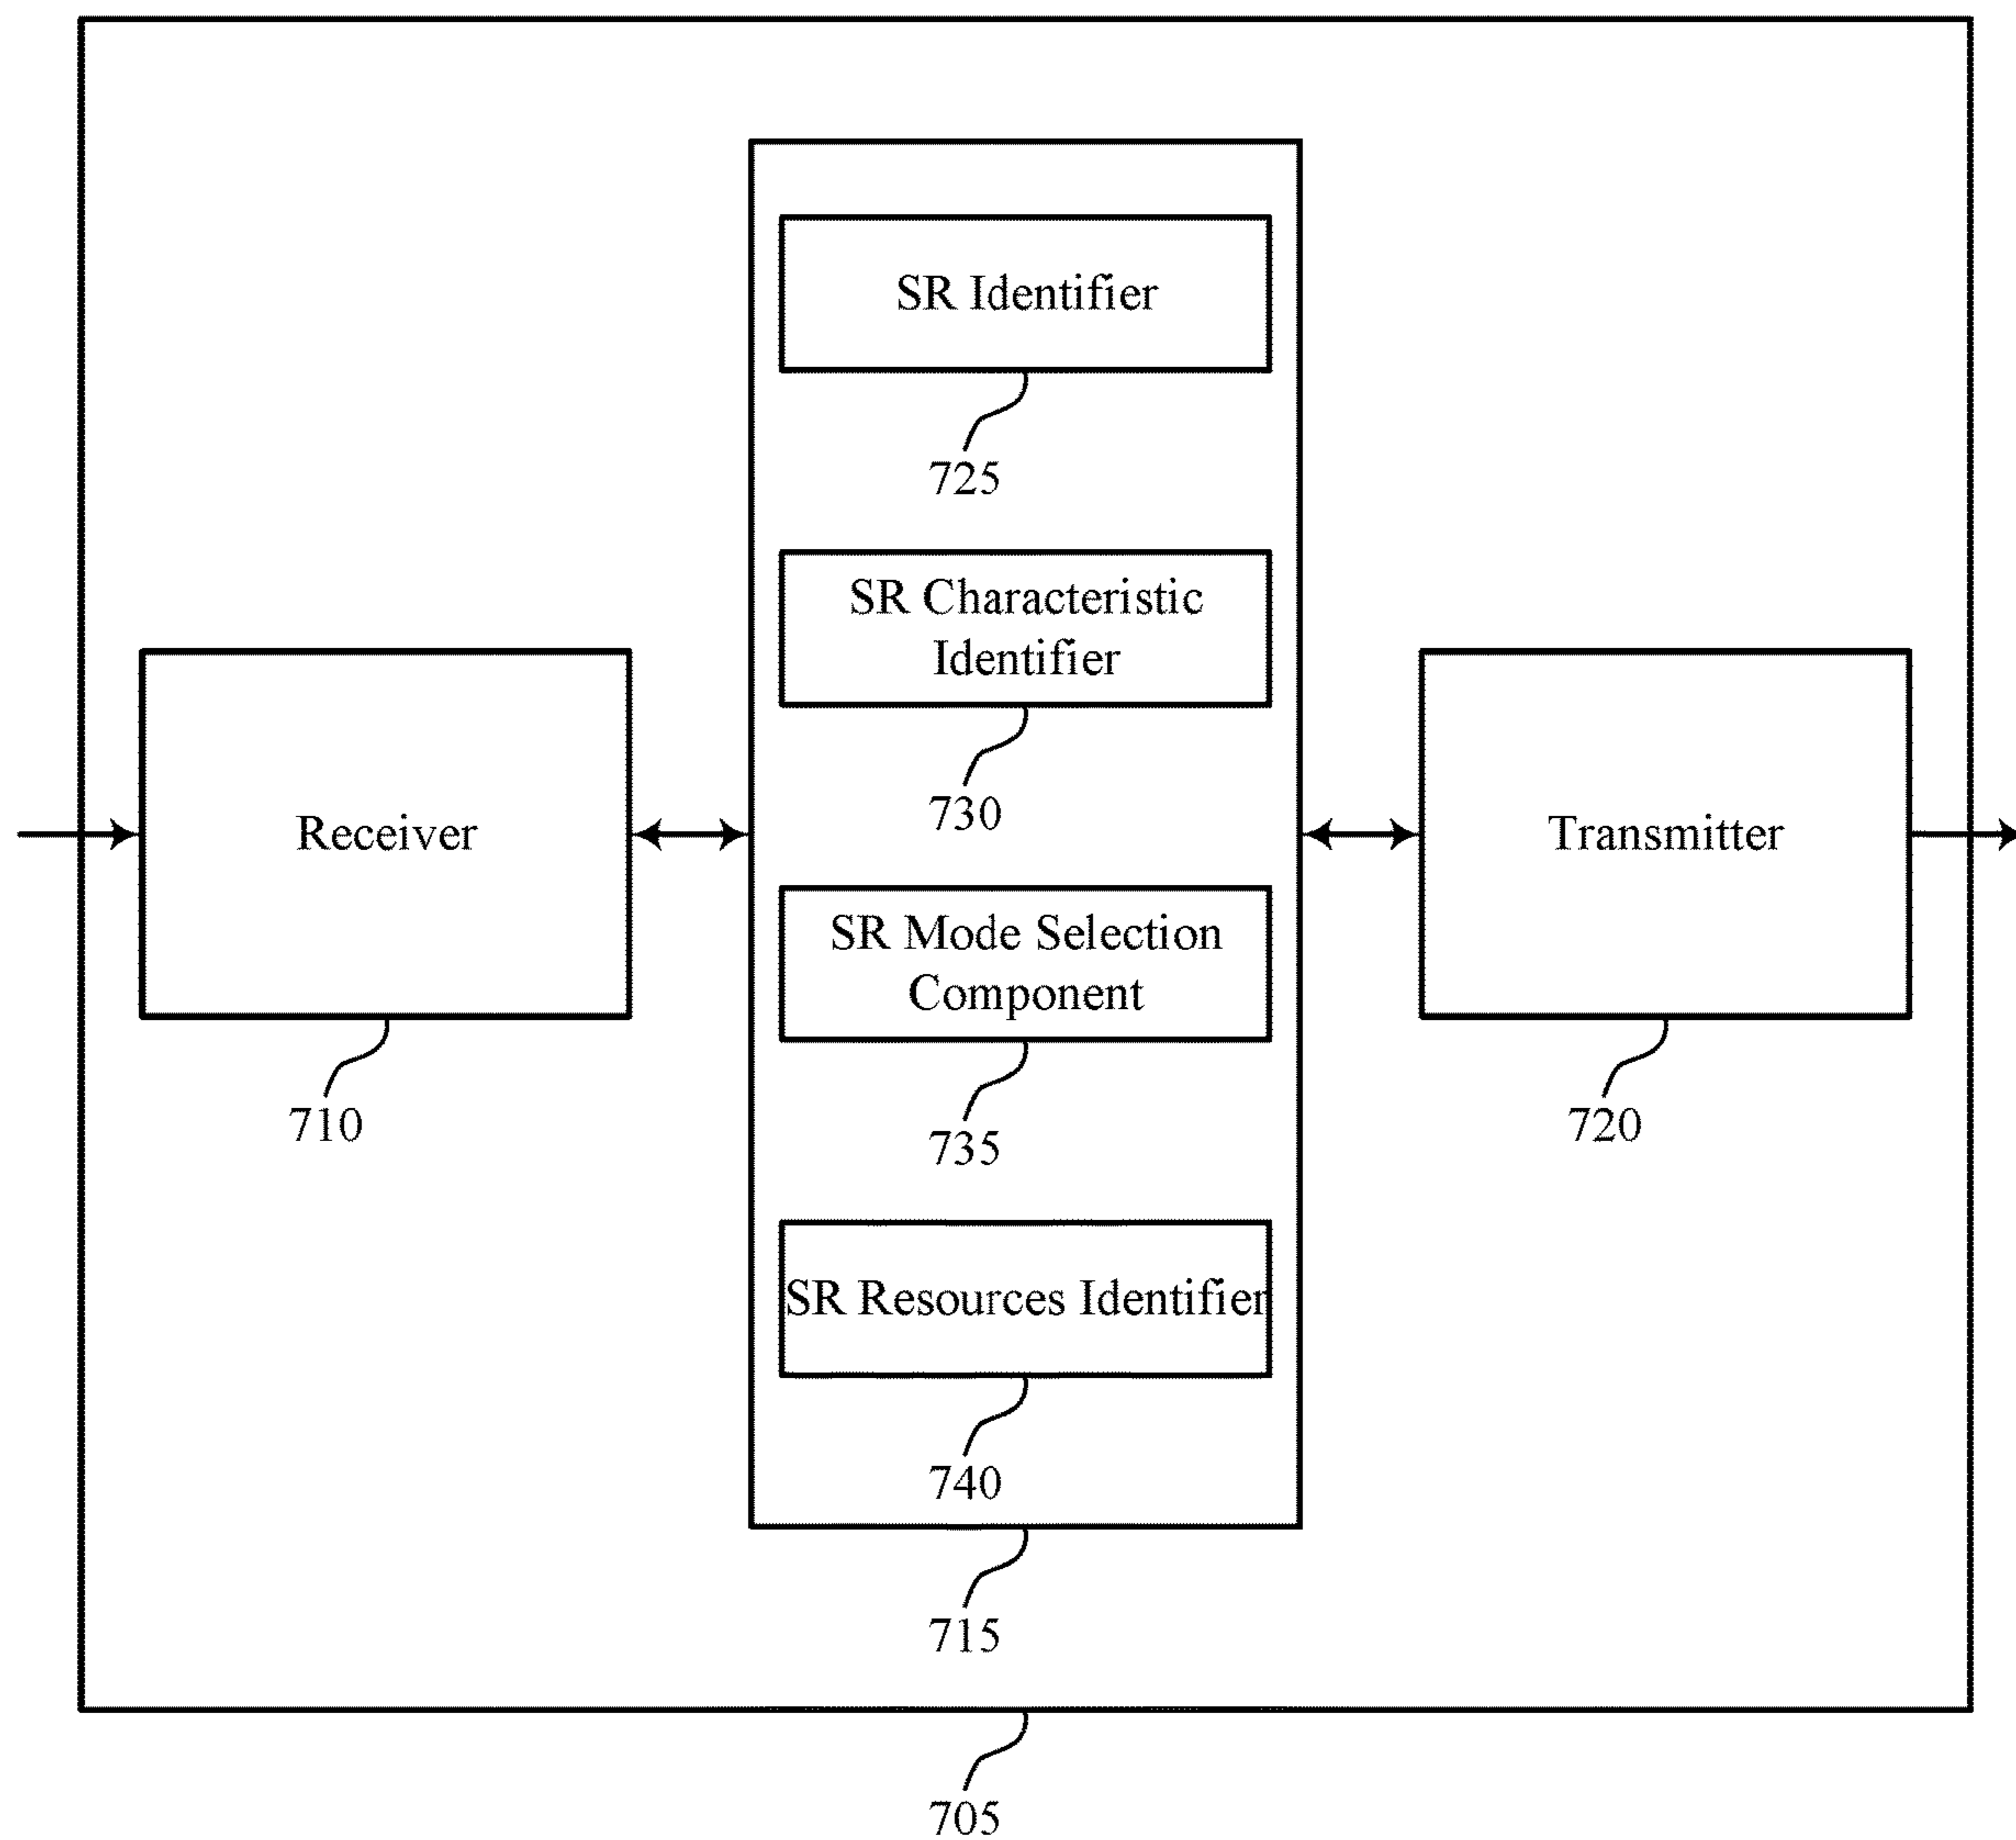 SR Identifier
725
SR Characteristic
Identifier
730
Receiver
710
SR Mode Selection
Component
735
Transmitter
720
SR Resources Identifier
740
715
705